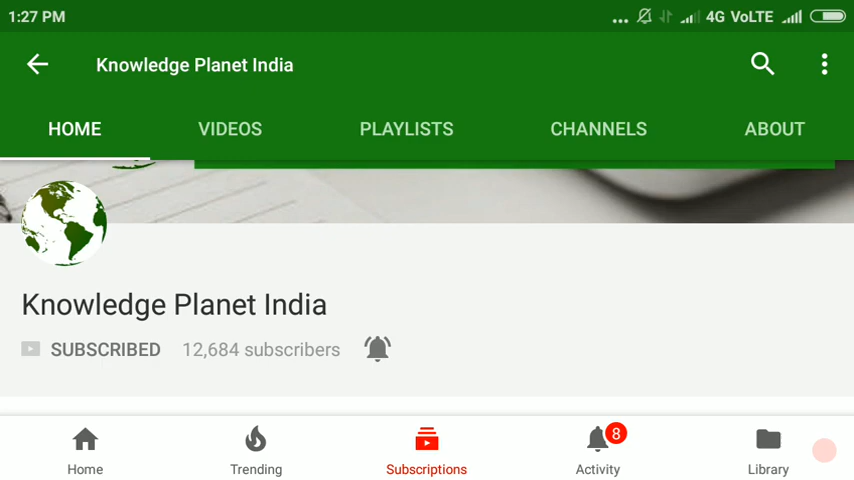 1:27 PM ... 4G VoLTE
Knowledge Planet India
HOME VIDEOS PLAYLISTS CHANNELS ABOUT
Knowledge Planet India
SUBSCRIBED 12,684 subscribers
8
Home Trending Subscriptions Activity Library